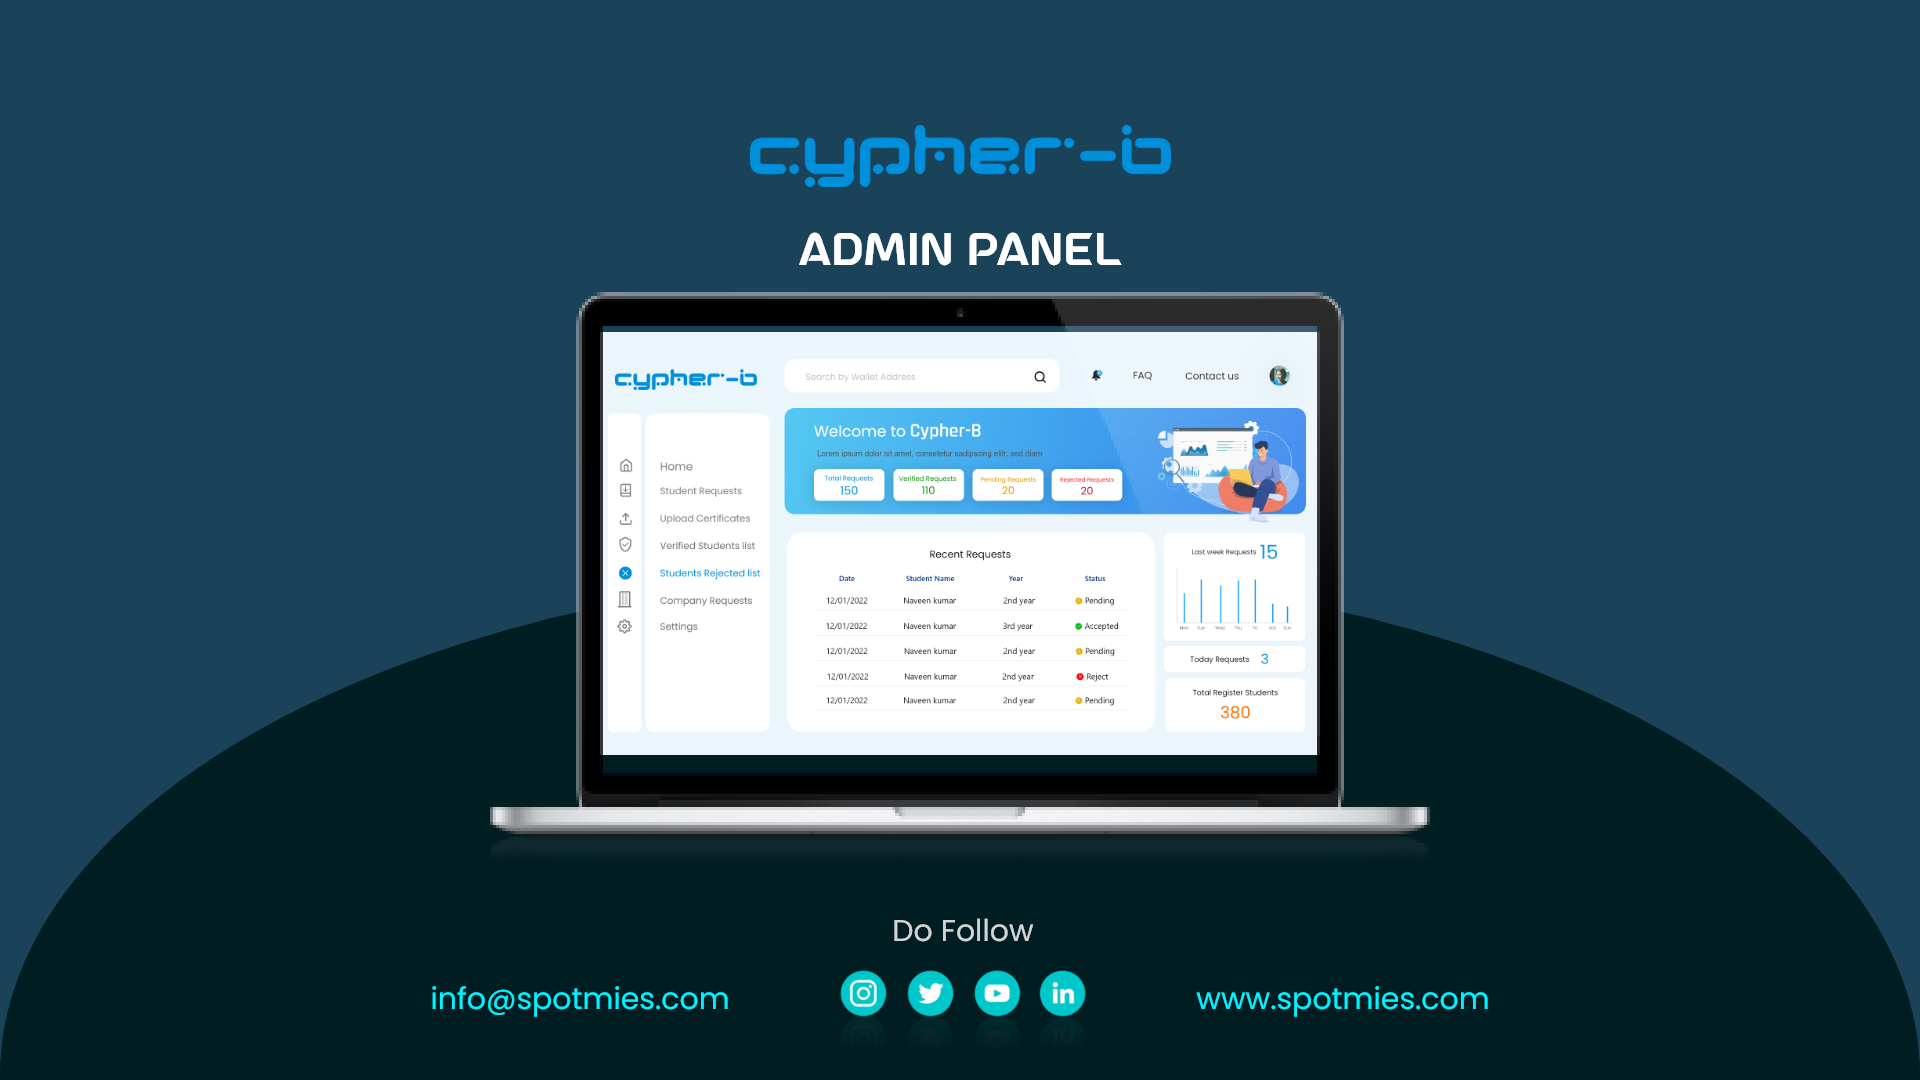 cypher-b
ADMIN PANEL
cypher-b
Search by Wallet Address
FAQ
Contact us
Home
Student Requests
Upload Certificates
Verified Students list
Students Rejected list
Company Requests
Settings
Welcome to Cypher-B
Lorem ipsum dolor sit amet, consetetur sadipscing elitr, sed diam
Total Requests
150
Verified Requests
110
Pending Requests
20
Rejected Requests
20
Recent Requests
Date Student Name Year Status
12/01/2022 Naveen kumar 2nd year Pending
12/01/2022 Naveen kumar 3rd year Accepted
12/01/2022 Naveen kumar 2nd year Pending
12/01/2022 Naveen kumar 2nd year Reject
12/01/2022 Naveen kumar 2nd year Pending
Last week Requests 15
Mon Tue Wed Thu Fri Sat Sun
Today Requests 3
Total Register Students
380
Do Follow
info@spotmies.com
in
www.spotmies.com